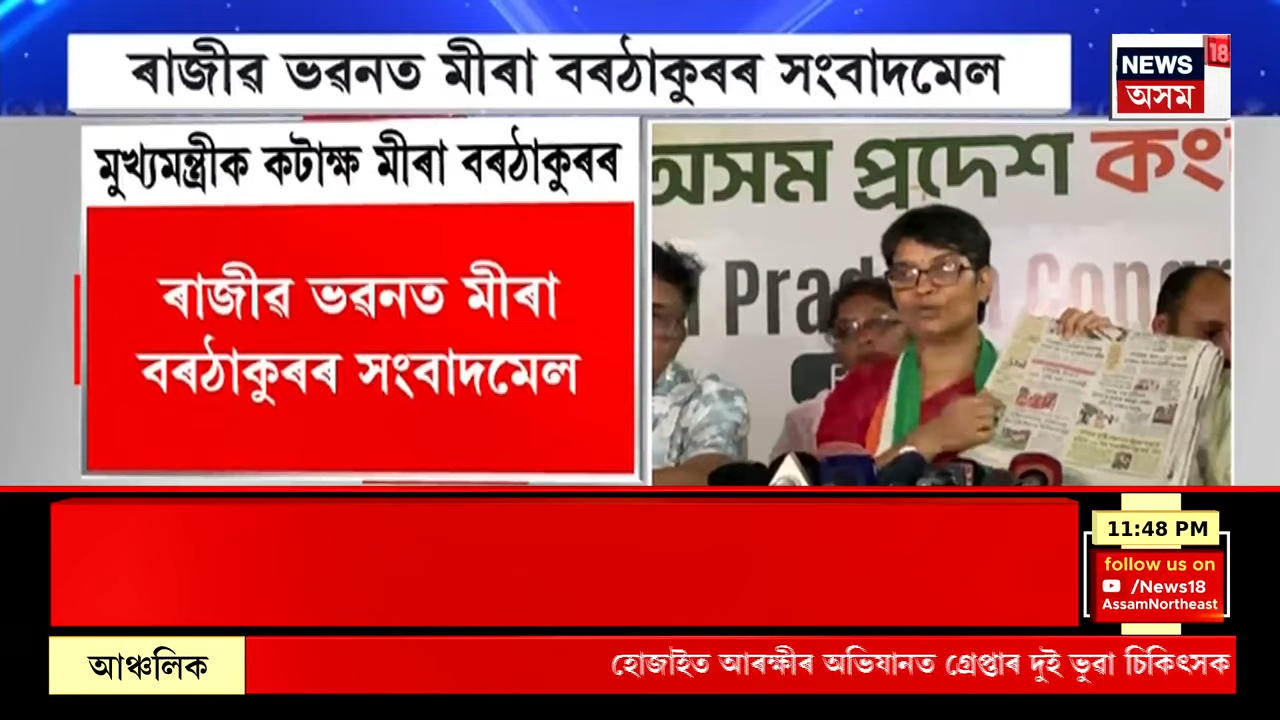 ৰাজীৱ ভৱনত মীৰা বৰঠাকুৰৰ সংবাদমেল
NEWS 18
অসম
মুখ্যমন্ত্ৰীক কটাক্ষ মীৰা বৰঠাকুৰৰ
ৰাজীৱ ভৱনত মীৰা
বৰঠাকুৰৰ সংবাদমেল
অসম প্ৰদেশ কং
Prad Congr
11:48 PM
follow us on
/News18
AssamNortheast
আঞ্চলিক
হোজাইত আৰক্ষীৰ অভিযানত গ্ৰেপ্তাৰ দুই ভুৱা চিকিৎসক